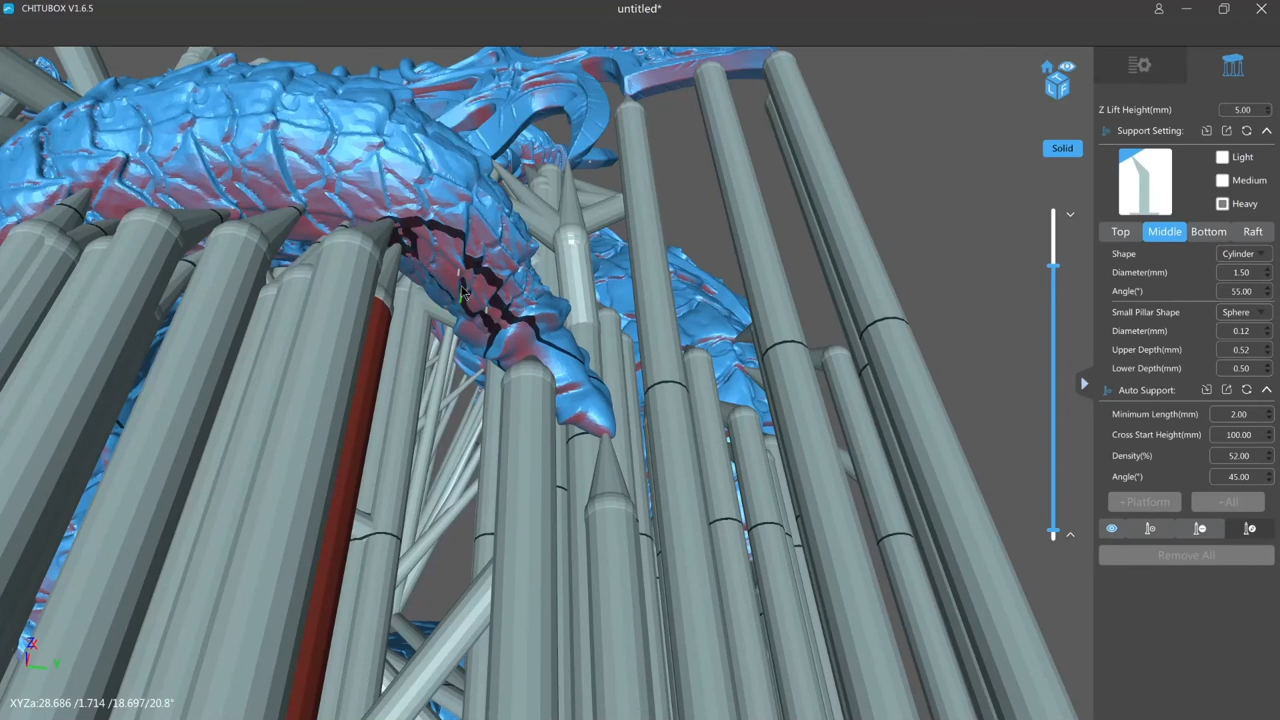 CHITUBOX V1.6.5
untitled*
Z Lift Height(mm) 5.00
Support Setting:
Light
Medium
Heavy
Top Middle Bottom Raft
Shape Cylinder
Diameter(mm) 1.50
Angle(°) 55.00
Small Pillar Shape Sphere
Diameter(mm) 0.12
Upper Depth(mm) 0.52
Lower Depth(mm) 0.50
Auto Support:
Minimum Length(mm) 2.00
Cross Start Height(mm) 100.00
Density(%) 52.00
Angle(°) 45.00
+Platform +All
Remove All
Solid
T
L F
Z
Y
XYZa:28.686 /1.714 /18.697/20.8°